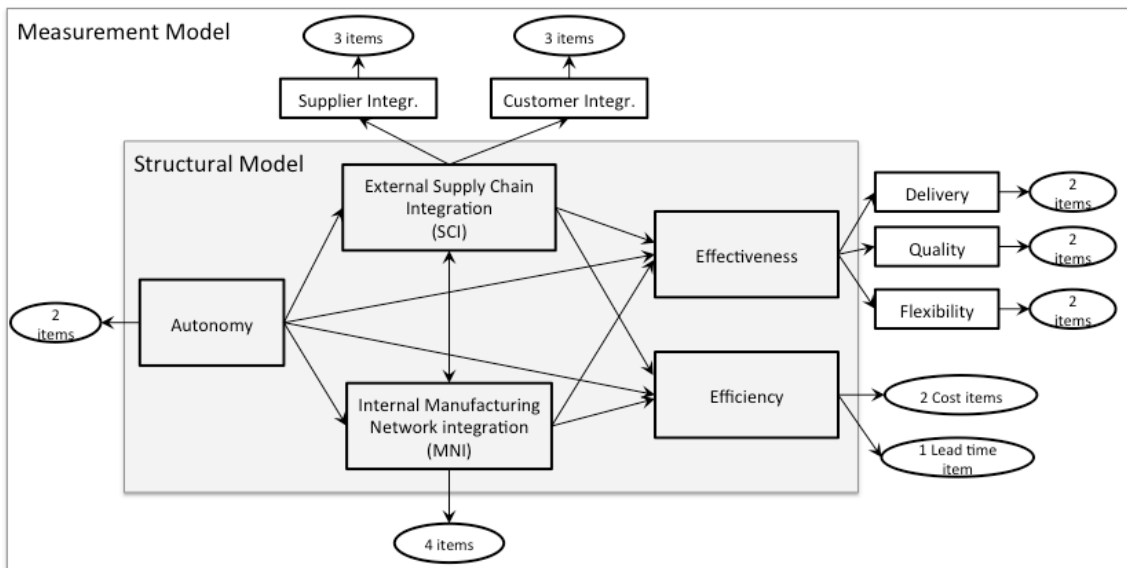 Measurement Model
3 items
3 items
Supplier Integr.
Customer Integr.
Structural Model
External Supply Chain
Integration
(SCI)
Delivery
2
items
Effectiveness
Quality
2
items
Flexibility
2
items
2
items
Autonomy
Internal Manufacturing
Network integration
(MNI)
Efficiency
2 Cost items
1 Lead time
item
4 items